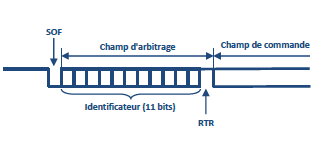 SOF
Champ d'arbitrage
Champ de commande
Identificateur (11 bits)
RTR